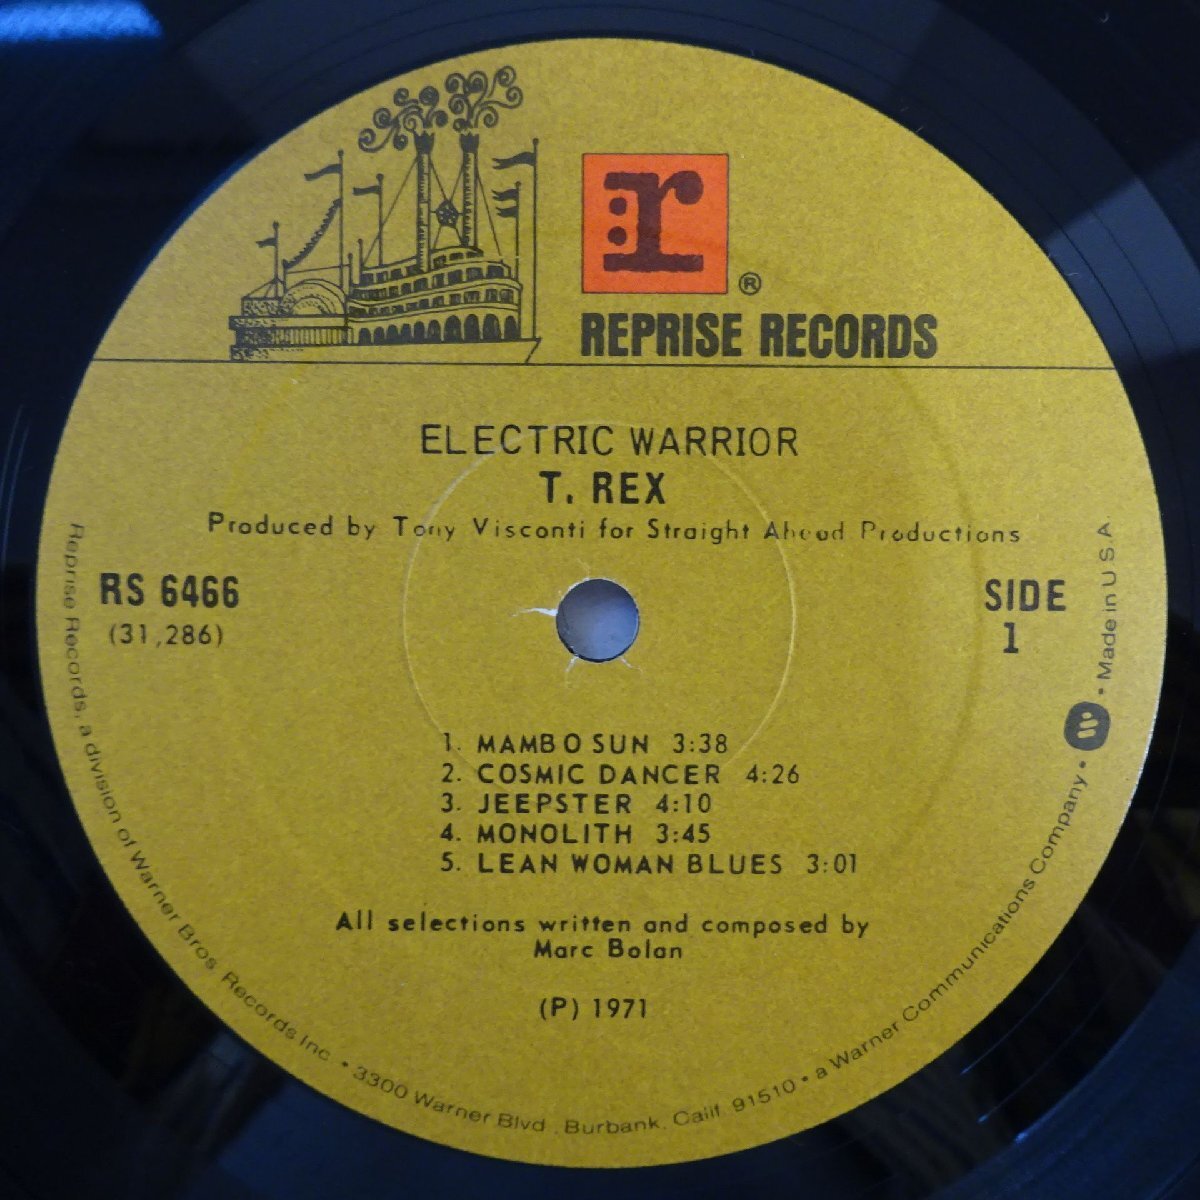 r:
®
REPRISE RECORDS
ELECTRIC WARRIOR
T. REX
Produced by Tony Visconti for Straight Ahead Productions
RS 6466
(31,286)
SIDE
1
1. MAMBO SUN 3:38
2. COSMIC DANCER 4:26
3. JEEPSTER 4:10
4. MONOLITH 3:45
5. LEAN WOMAN BLUES 3:01
All selections written and composed by
Marc Bolan
(P) 1971
Reprise Records, a division of Warner Bros. Records Inc. • 3300 Warner Blvd., Burbank, Calif. 91510 • a Warner Communications Company • W • Made in U.S.A.